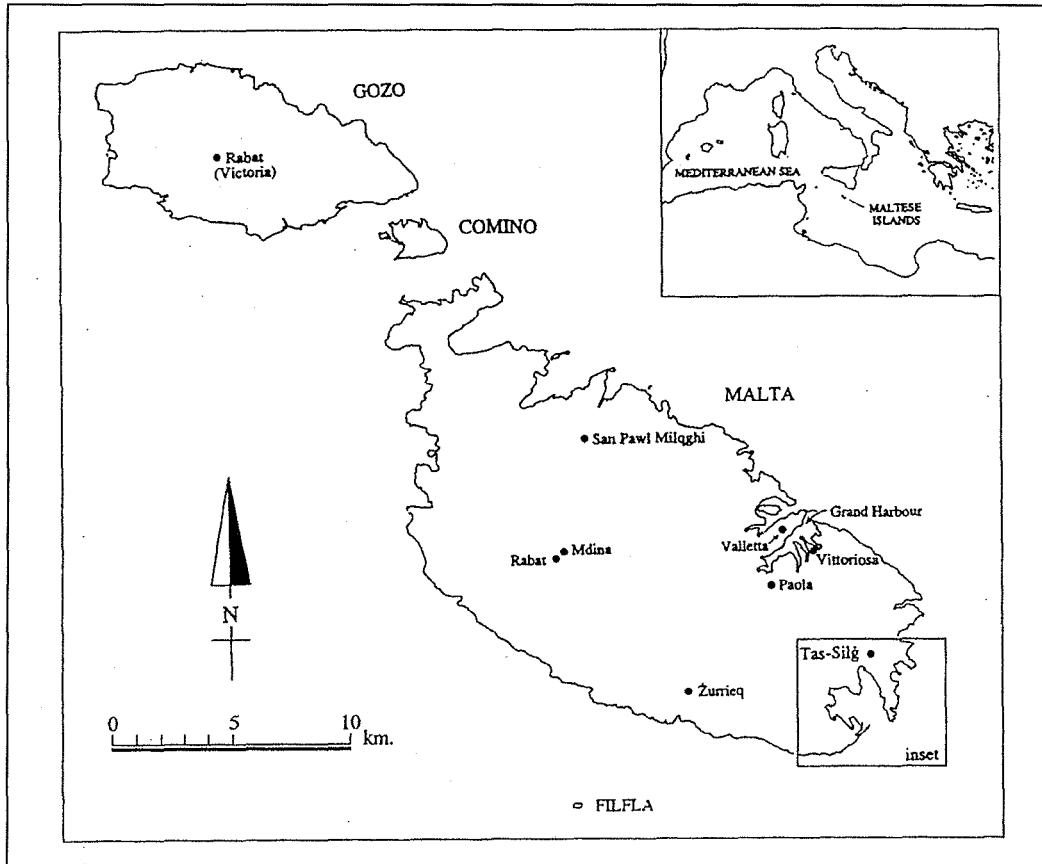 GOZO
Rabat
(Victoria)
COMINO
MEDITERRANEAN SEA
MALTESE
ISLANDS
MALTA
San Pawl Milqghi
Grand Harbour
Valletta
Vittoriosa
Mdina
Rabat
Paola
N
Tas-Silġ
Żurrieq
0 5 10
km.
inset
FILFLA